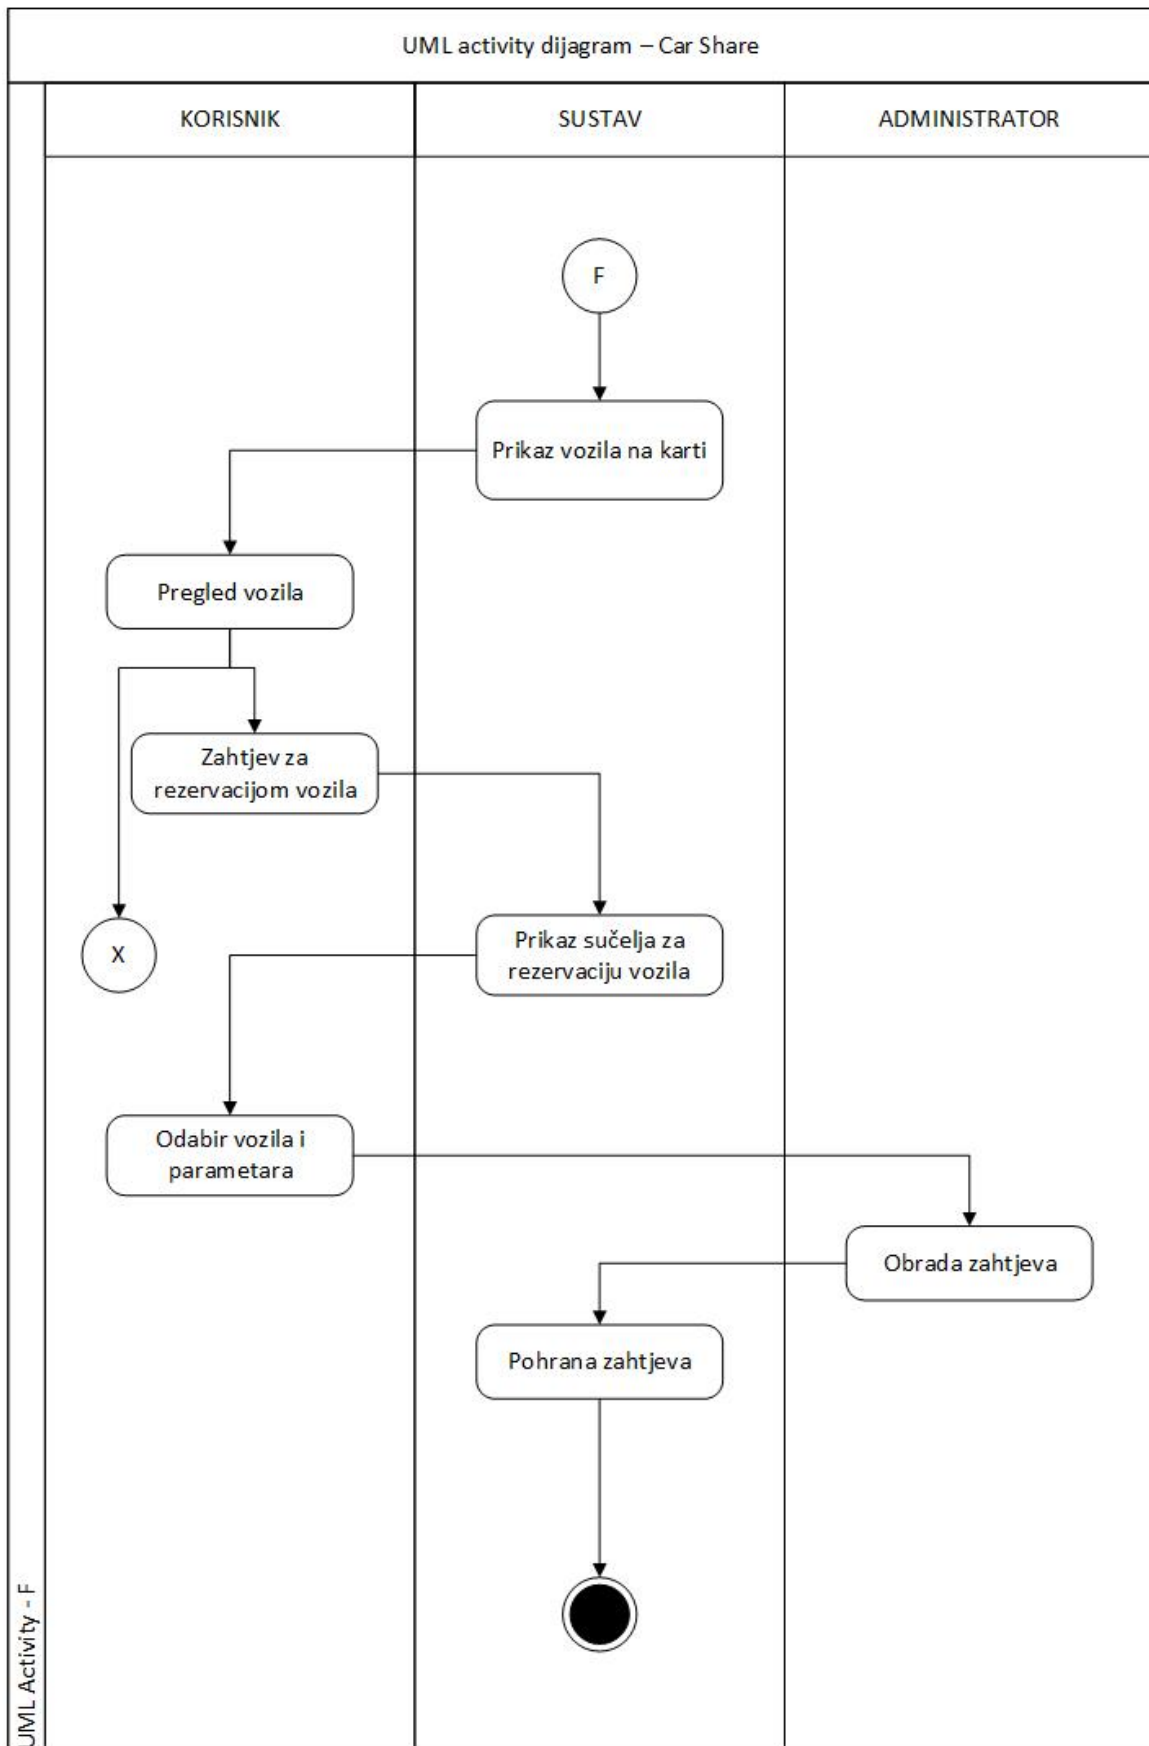 UML activity dijagram – Car Share
KORISNIK
SUSTAV
ADMINISTRATOR
F
Prikaz vozila na karti
Pregled vozila
Zahtjev za
rezervacijom vozila
X
Prikaz sučelja za
rezervaciju vozila
Odabir vozila i
parametara
Obrada zahtjeva
Pohrana zahtjeva
UML Activity - F